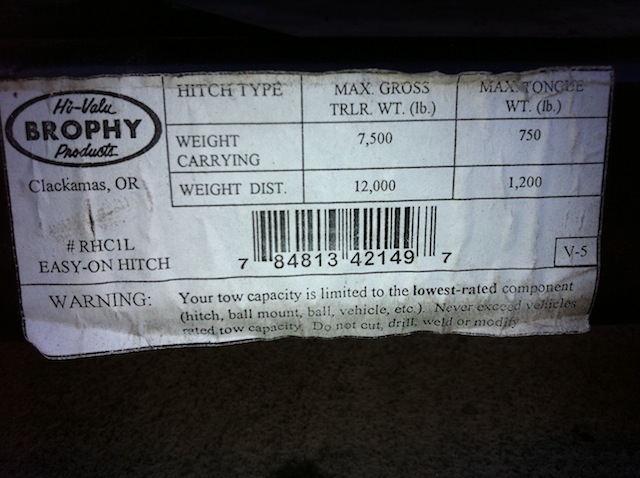 Hi-Valu
BROPHY
Products
Clackamas, OR
# RHC1L
EASY-ON HITCH
HITCH TYPE MAX. GROSS TRLR. WT. (lb.) MAX. TONGUE WT. (lb.)
WEIGHT CARRYING 7,500 750
WEIGHT DIST. 12,000 1,200
7 84813 42149 7
V-5
WARNING: Your tow capacity is limited to the lowest-rated component
(hitch, ball mount, ball, vehicle, etc.). Never exceed vehicles
rated tow capacity. Do not cut, drill, weld or modify